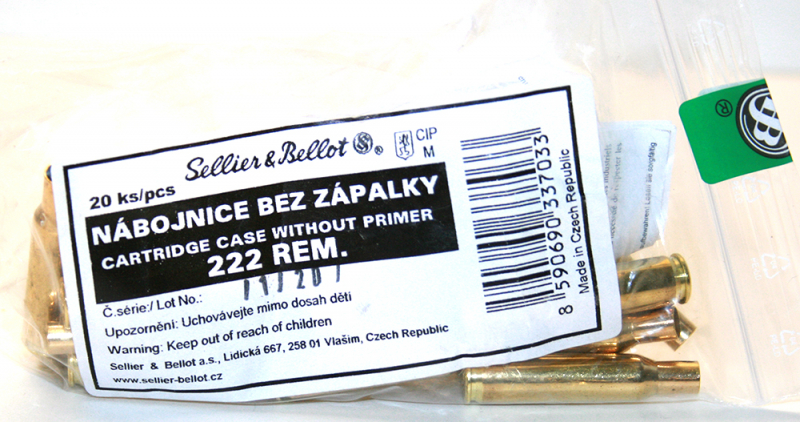 Sellier & Bellot S&B ®. CIP
M
20 ks/pcs
NÁBOJNICE BEZ ZÁPALKY
CARTRIDGE CASE WITHOUT PRIMER
222 REM.
Č.série:/ Lot No.:
Upozornění: Uchovávejte mimo dosah dětí
Warning: Keep out of reach of children
Sellier & Bellot a.s., Lidická 667, 258 01 Vlašim, Czech Republic
www.sellier-bellot.cz
8 590690 337033
Made in Czech Republic
®